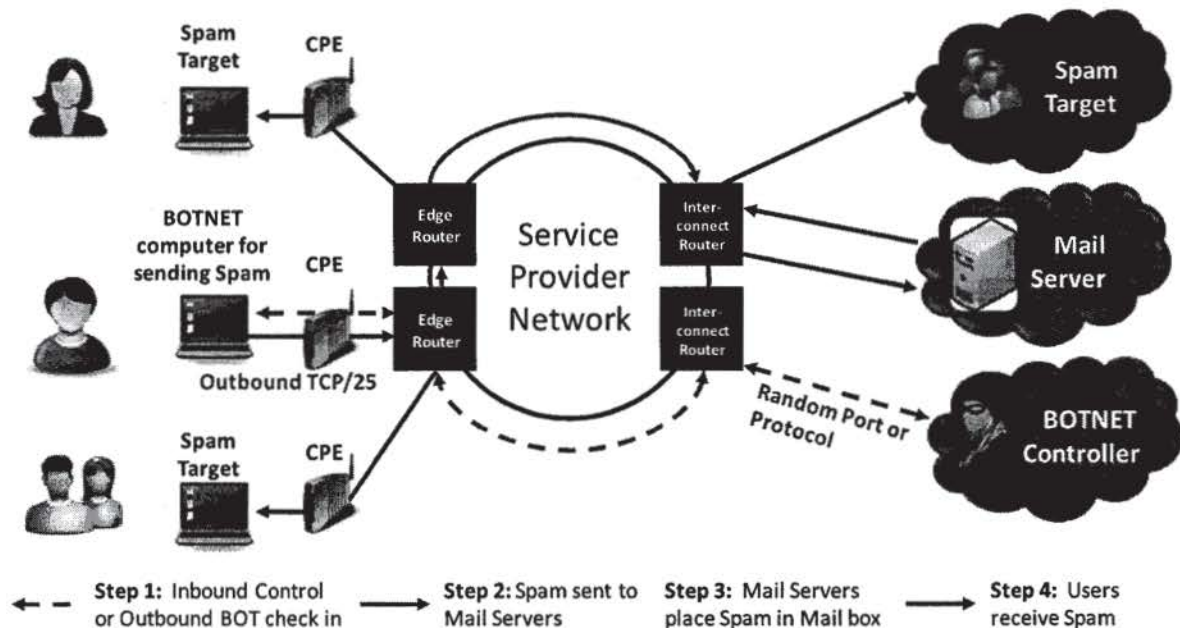 Spam
Target
CPE
Spam
Target
Edge
Router
Inter-
connect
Router
Service
Provider
Network
BOTNET
computer for
sending Spam
CPE
Mail
Server
Edge
Router
Inter-
connect
Router
Outbound TCP/25
Random Port or
Protocol
BOTNET
Controller
Spam
Target
CPE
Step 1: Inbound Control
or Outbound BOT check in
Step 2: Spam sent to
Mail Servers
Step 3: Mail Servers
place Spam in Mail box
Step 4: Users
receive Spam